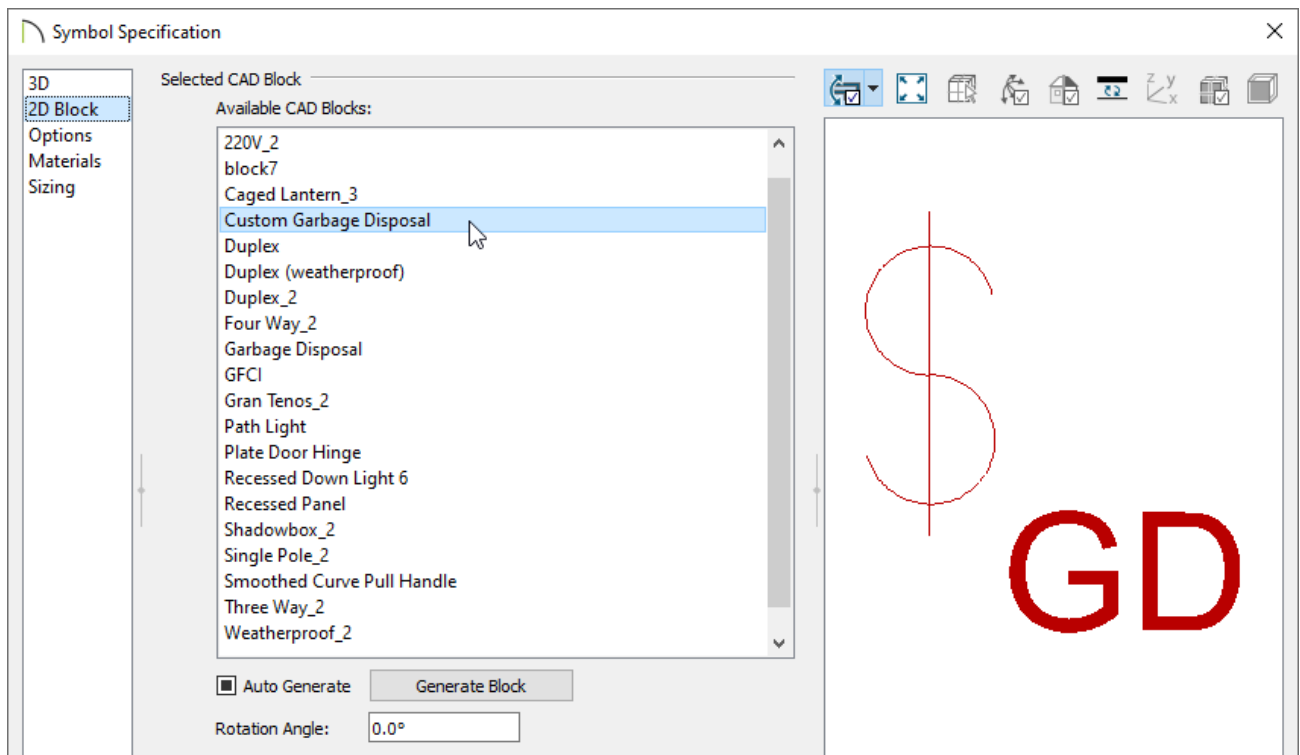 Symbol Specification
3D
2D Block
Options
Materials
Sizing
Selected CAD Block
Available CAD Blocks:
220V_2
block7
Caged Lantern_3
Custom Garbage Disposal
Duplex
Duplex (weatherproof)
Duplex_2
Four Way_2
Garbage Disposal
GFCI
Gran Tenos_2
Path Light
Plate Door Hinge
Recessed Down Light 6
Recessed Panel
Shadowbox_2
Single Pole_2
Smoothed Curve Pull Handle
Three Way_2
Weatherproof_2
Auto Generate
Generate Block
Rotation Angle:
0.0°
Z Y
X
$
GD